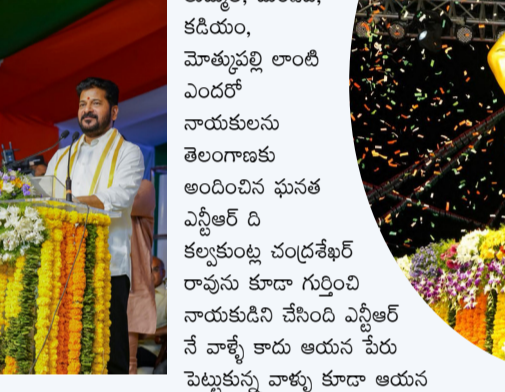 కడియం,
మోత్కుపల్లి లాంటి
ఎందరో
నాయకులను
తెలంగాణకు
అందించిన ఘనత
ఎన్టీఆర్ ది
కల్వకుంట్ల చంద్రశేఖర్
రావును కూడా గుర్తించి
నాయకుడిని చేసింది ఎన్టీఆర్
నే వాళ్ళే కాదు ఆయన పేరు
పెట్టుకున్న వాళ్ళు కూడా ఆయన